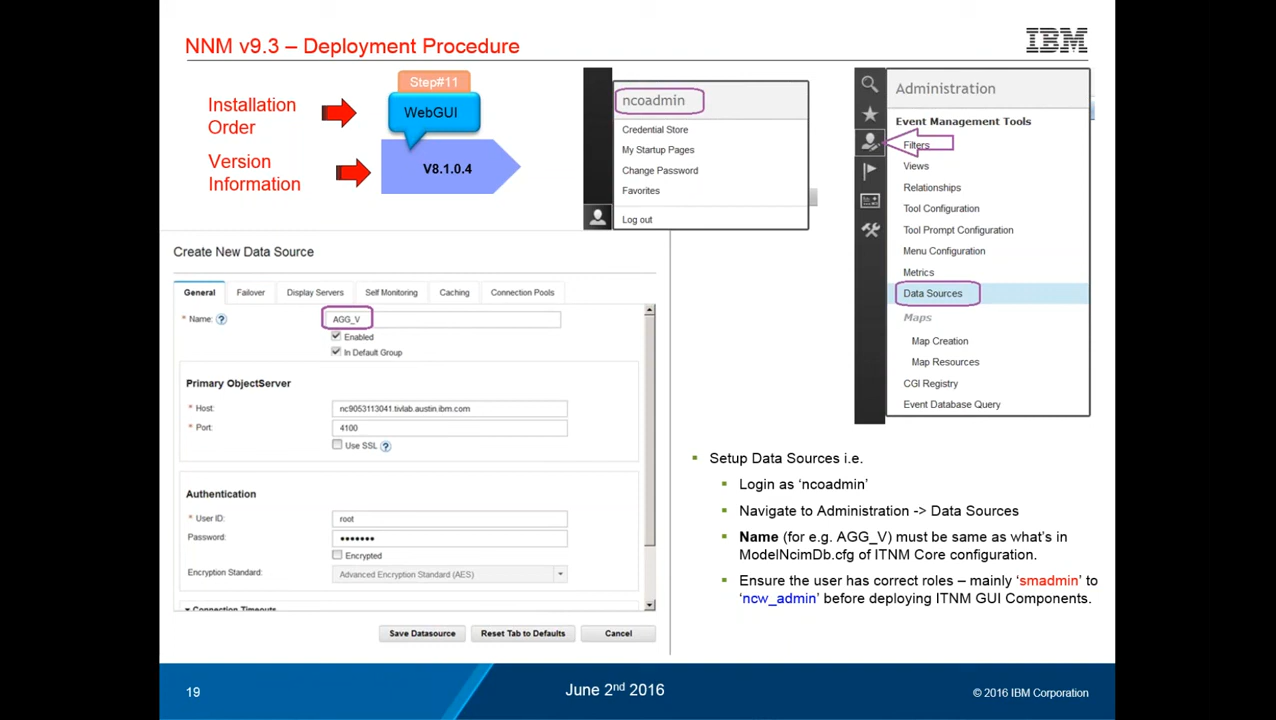 NNM v9.3 – Deployment Procedure
IBM
Installation
Order
Step#11
WebGUI
Version
Information
V8.1.0.4
ncoadmin
Credential Store
My Startup Pages
Change Password
Favorites
Log out
Administration
Event Management Tools
Filters
Views
Relationships
Tool Configuration
Tool Prompt Configuration
Menu Configuration
Metrics
Data Sources
Maps
Map Creation
Map Resources
CGI Registry
Event Database Query
Create New Data Source
General Failover Display Servers Self Monitoring Caching Connection Pools
* Name: ? AGG_V
Enabled
In Default Group
Primary ObjectServer
* Host: nc9053113041.tivlab.austin.ibm.com
* Port: 4100
Use SSL ?
Authentication
* User ID: root
Password: •••••••
Encrypted
Encryption Standard: Advanced Encryption Standard (AES)
Connection Timeouts
Save Datasource Reset Tab to Defaults Cancel
Setup Data Sources i.e.
Login as ‘ncoadmin’
Navigate to Administration -> Data Sources
Name (for e.g. AGG_V) must be same as what’s in
ModelNcimDb.cfg of ITNM Core configuration.
Ensure the user has correct roles – mainly ‘smadmin’ to
‘ncw_admin’ before deploying ITNM GUI Components.
19
June 2nd 2016
© 2016 IBM Corporation